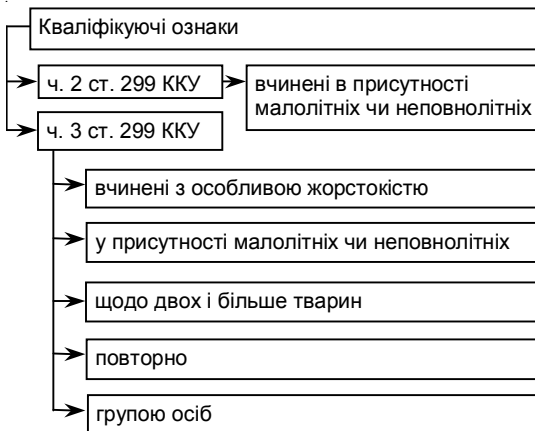 Кваліфікуючі ознаки
ч. 2 ст. 299 ККУ
вчинені в присутності
малолітніх чи неповнолітніх
ч. 3 ст. 299 ККУ
вчинені з особливою жорстокістю
у присутності малолітніх чи неповнолітніх
щодо двох і більше тварин
повторно
групою осіб